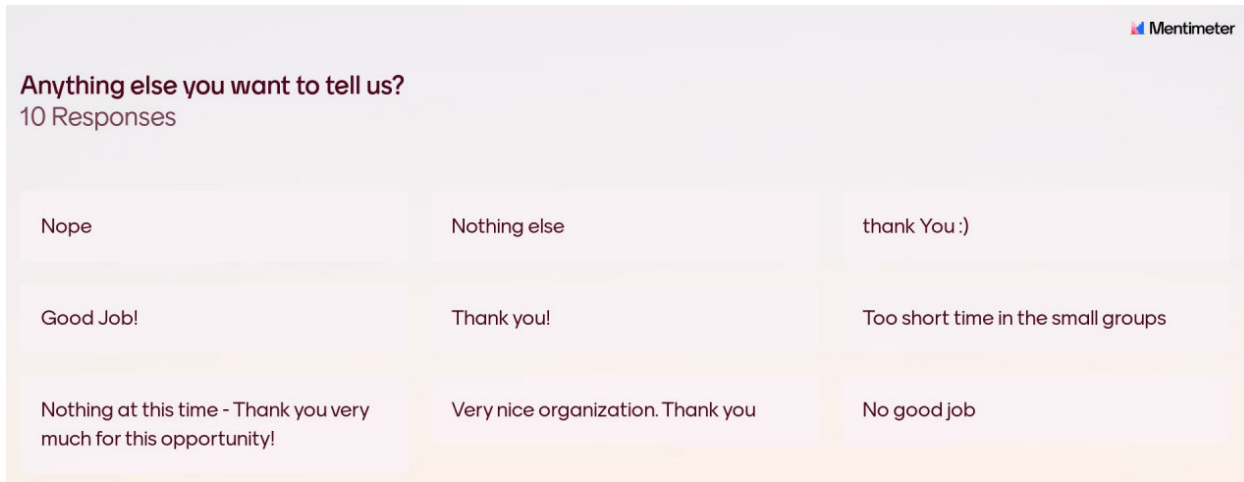 Mentimeter
Anything else you want to tell us?
10 Responses
Nope
Nothing else
thank You :)
Good Job!
Thank you!
Too short time in the small groups
Nothing at this time - Thank you very
much for this opportunity!
Very nice organization. Thank you
No good job